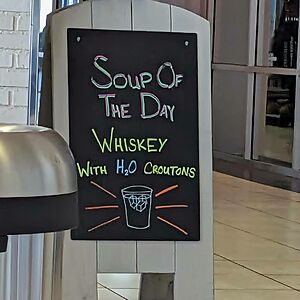 Soup Of
The Day
Whiskey
With H₂O Croutons